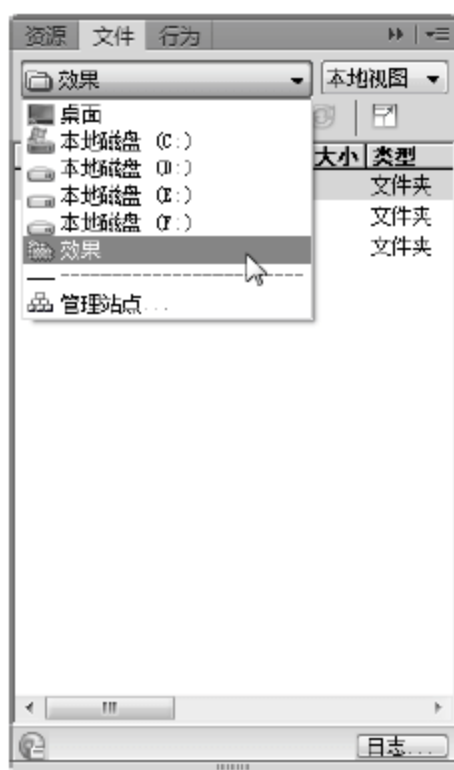 资源 文件 行为
效果 本地视图
桌面
本地磁盘 (C:)
大小 类型
本地磁盘 (D:)
文件夹
本地磁盘 (E:)
文件夹
本地磁盘 (F:)
文件夹
效果
管理站点...
日志...